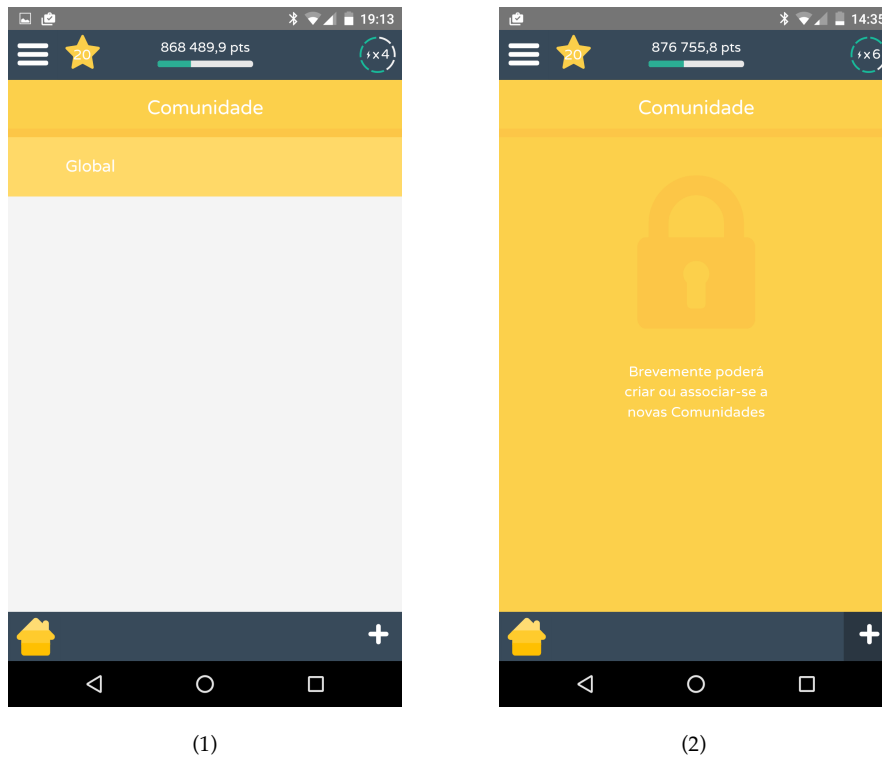 19:13
20
868 489,9 pts
x4
Comunidade
Global
(1)
14:35
20
876 755,8 pts
x6
Comunidade
Brevemente poderá
criar ou associar-se a
novas Comunidades
(2)